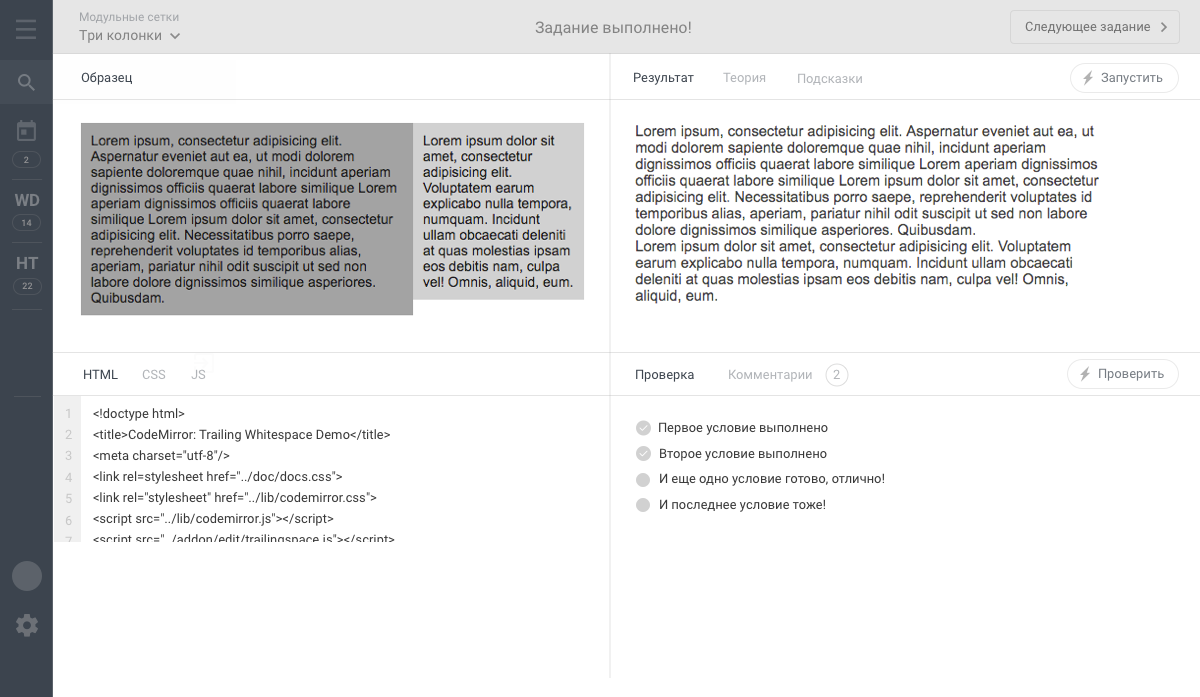 Модульные сетки
Три колонки
Задание выполнено!
Следующее задание
2
WD
14
HT
22
Образец
Lorem ipsum, consectetur adipisicing elit.
Aspernatur eveniet aut ea, ut modi dolorem
sapiente doloremque quae nihil, incidunt aperiam
dignissimos officiis quaerat labore similique Lorem
aperiam dignissimos officiis quaerat labore
similique Lorem ipsum dolor sit amet, consectetur
adipisicing elit. Necessitatibus porro saepe,
reprehenderit voluptates id temporibus alias,
aperiam, pariatur nihil odit suscipit ut sed non
labore dolore dignissimos similique asperiores.
Quibusdam.
Lorem ipsum dolor sit
amet, consectetur
adipisicing elit.
Voluptatem earum
explicabo nulla tempora,
numquam. Incidunt
ullam obcaecati deleniti
at quas molestias ipsam
eos debitis nam, culpa
vel! Omnis, aliquid, eum.
Результат Теория Подсказки Запустить
Lorem ipsum, consectetur adipisicing elit. Aspernatur eveniet aut ea, ut
modi dolorem sapiente doloremque quae nihil, incidunt aperiam
dignissimos officiis quaerat labore similique Lorem aperiam dignissimos
officiis quaerat labore similique Lorem ipsum dolor sit amet, consectetur
adipisicing elit. Necessitatibus porro saepe, reprehenderit voluptates id
temporibus alias, aperiam, pariatur nihil odit suscipit ut sed non labore
dolore dignissimos similique asperiores. Quibusdam.
Lorem ipsum dolor sit amet, consectetur adipisicing elit. Voluptatem
earum explicabo nulla tempora, numquam. Incidunt ullam obcaecati
deleniti at quas molestias ipsam eos debitis nam, culpa vel! Omnis,
aliquid, eum.
HTML CSS JS
1 <!doctype html>
2 <title>CodeMirror: Trailing Whitespace Demo</title>
3 <meta charset="utf-8"/>
4 <link rel=stylesheet href="../doc/docs.css">
5 <link rel="stylesheet" href="../lib/codemirror.css">
6 <script src="../lib/codemirror.js"></script>
7 <script src="../addon/edit/trailingspace.js"></script>
Проверка Комментарии 2 Проверить
Первое условие выполнено
Второе условие выполнено
И еще одно условие готово, отлично!
И последнее условие тоже!